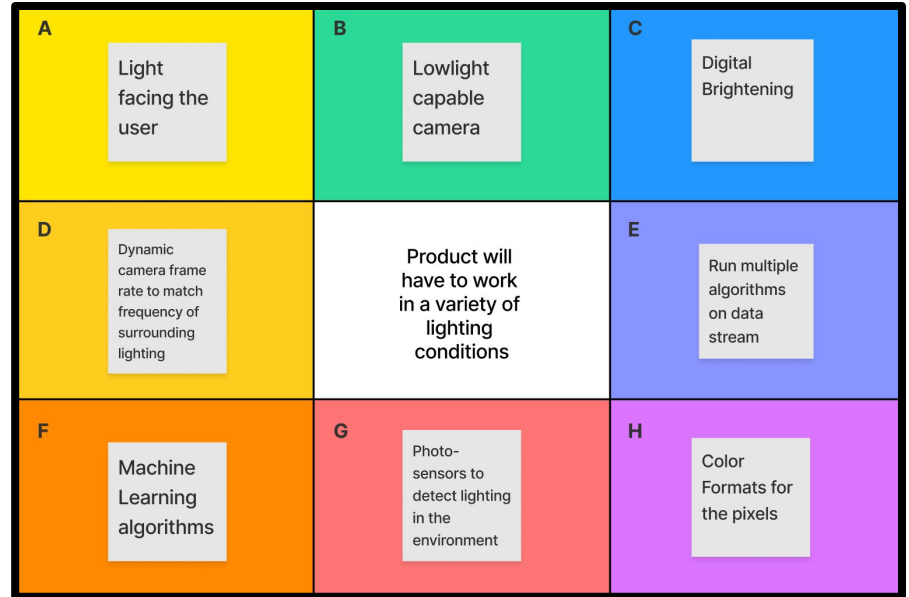 A
Light
facing the
user
B
Lowlight
capable
camera
C
Digital
Brightening
D
Dynamic
camera frame
rate to match
frequency of
surrounding
lighting
Product will
have to work
in a variety of
lighting
conditions
E
Run multiple
algorithms
on data
stream
F
Machine
Learning
algorithms
G
Photo-
sensors to
detect lighting
in the
environment
H
Color
Formats for
the pixels